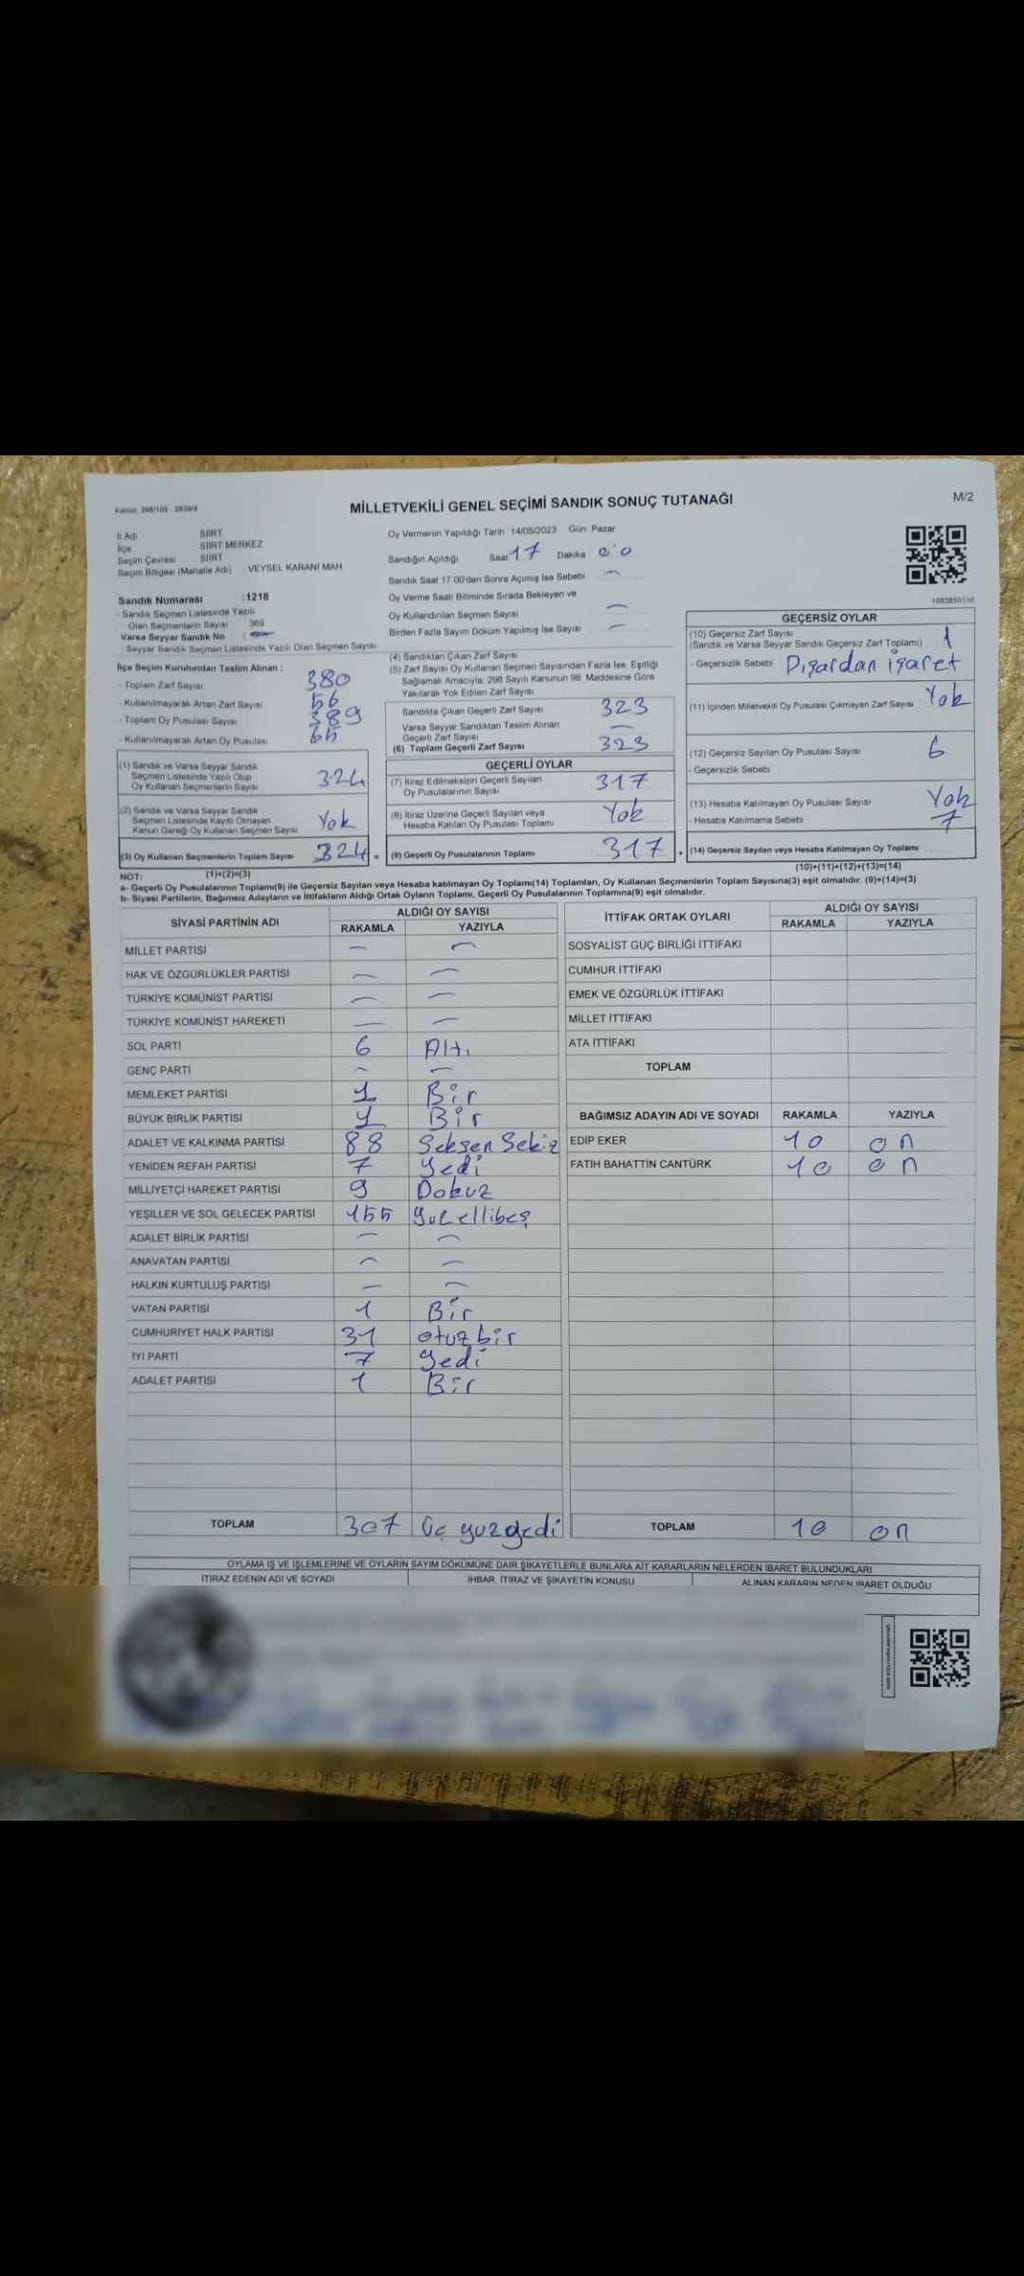 Kanun: 298/105 - 2839/4
MİLLETVEKİLİ GENEL SEÇİMİ SANDIK SONUÇ TUTANAĞI
M/2
İl Adı SİİRT
İlçe SİİRT MERKEZ
Seçim Çevresi SİİRT
Seçim Bölgesi (Mahalle Adı) : VEYSEL KARANİ MAH
Oy Vermenin Yapıldığı Tarih 14/05/2023 Gün: Pazar
Sandığın Açıldığı Saat 17 Dakika 00
Sandık Saat 17.00'den Sonra Açılmış İse Sebebi —
Oy Verme Saati Bitiminde Sırada Bekleyen ve
Oy Kullandırılan Seçmen Sayısı —
Birden Fazla Sayım Döküm Yapılmış İse Sayısı —
Sandık Numarası :1218
- Sandık Seçmen Listesinde Yazılı
Olan Seçmenlerin Sayısı 369
Varsa Seyyar Sandık No : —
- Seyyar Sandık Seçmen Listesinde Yazılı Olan Seçmen Sayısı
İlçe Seçim Kurulundan Teslim Alınan :
- Toplam Zarf Sayısı 380
- Kullanılmayarak Artan Zarf Sayısı 56
- Toplam Oy Pusulası Sayısı 389
- Kullanılmayarak Artan Oy Pusulası 65
(1) Sandık ve Varsa Seyyar Sandık
Seçmen Listesinde Yazılı Olup
Oy Kullanan Seçmenlerin Sayısı 324
(2) Sandık ve Varsa Seyyar Sandık
Seçmen Listesinde Kayıtlı Olmayan
Kanun Gereği Oy Kullanan Seçmen Sayısı Yok
(3) Oy Kullanan Seçmenlerin Toplam Sayısı 324 =
(1)+(2)=(3)
(4) Sandıktan Çıkan Zarf Sayısı
(5) Zarf Sayısı Oy Kullanan Seçmen Sayısından Fazla İse, Eşitliği
Sağlamak Amacıyla, 298 Sayılı Kanunun 98. Maddesine Göre
Yakılarak Yok Edilen Zarf Sayısı
Sandıkta Çıkan Geçerli Zarf Sayısı 323
Varsa Seyyar Sandıktan Teslim Alınan
Geçerli Zarf Sayısı —
(6) Toplam Geçerli Zarf Sayısı 323
GEÇERLİ OYLAR
(7) İtiraz Edilmeksizin Geçerli Sayılan
Oy Pusulalarının Sayısı 317
(8) İtiraz Üzerine Geçerli Sayılan veya
Hesaba Katılan Oy Pusulası Toplamı Yok
(9) Geçerli Oy Pusulalarının Toplamı 317 +
GEÇERSİZ OYLAR
(10) Geçersiz Zarf Sayısı
(Sandık ve Varsa Seyyar Sandık Geçersiz Zarf Toplamı) 1
- Geçersizlik Sebebi Dışardan işaret
(11) İçinden Milletvekili Oy Pusulası Çıkmayan Zarf Sayısı Yok
(12) Geçersiz Sayılan Oy Pusulası Sayısı 6
- Geçersizlik Sebebi
(13) Hesaba Katılmayan Oy Pusulası Sayısı Yok
- Hesaba Katılmama Sebebi
7
(14) Geçersiz Sayılan veya Hesaba Katılmayan Oy Toplamı
(10)+(11)+(12)+(13)=(14)
NOT:
a- Geçerli Oy Pusulalarının Toplamı(9) ile Geçersiz Sayılan veya Hesaba katılmayan Oy Toplamı(14) Toplamları, Oy Kullanan Seçmenlerin Toplam Sayısına(3) eşit olmalıdır. (9)+(14)=(3)
b- Siyasi Partilerin, Bağımsız Adayların ve İttifakların Aldığı Ortak Oyların Toplamı, Geçerli Oy Pusulalarının Toplamına(9) eşit olmalıdır.
SİYASİ PARTİNİN ADI ALDIĞI OY SAYISI
RAKAMLA YAZIYLA
MİLLET PARTİSİ — —
HAK VE ÖZGÜRLÜKLER PARTİSİ — —
TÜRKİYE KOMÜNİST PARTİSİ — —
TÜRKİYE KOMÜNİST HAREKETİ — —
SOL PARTİ 6 Altı
GENÇ PARTİ — —
MEMLEKET PARTİSİ 1 Bir
BÜYÜK BİRLİK PARTİSİ 1 Bir
ADALET VE KALKINMA PARTİSİ 88 Seksen Sekiz
YENİDEN REFAH PARTİSİ 7 Yedi
MİLLİYETÇİ HAREKET PARTİSİ 9 Dokuz
YEŞİLLER VE SOL GELECEK PARTİSİ 155 Yüzellibeş
ADALET BİRLİK PARTİSİ — —
ANAVATAN PARTİSİ — —
HALKIN KURTULUŞ PARTİSİ — —
VATAN PARTİSİ 1 Bir
CUMHURİYET HALK PARTİSİ 31 otuzbir
İYİ PARTİ 7 Yedi
ADALET PARTİSİ 1 Bir
TOPLAM 307 üç yüz yedi
İTTİFAK ORTAK OYLARI ALDIĞI OY SAYISI
RAKAMLA YAZIYLA
SOSYALİST GÜÇ BİRLİĞİ İTTİFAKI
CUMHUR İTTİFAKI
EMEK VE ÖZGÜRLÜK İTTİFAKI
MİLLET İTTİFAKI
ATA İTTİFAKI
TOPLAM
BAĞIMSIZ ADAYIN ADI VE SOYADI RAKAMLA YAZIYLA
EDİP EKER 10 on
FATİH BAHATTİN CANTÜRK 10 on
TOPLAM 10 on
OYLAMA İŞ VE İŞLEMLERİNE VE OYLARIN SAYIM DÖKÜMÜNE DAİR ŞİKAYETLERLE BUNLARA AİT KARARLARIN NELERDEN İBARET BULUNDUKLARI
İTİRAZ EDENİN ADI VE SOYADI İHBAR, İTİRAZ VE ŞİKAYETİN KONUSU ALINAN KARARIN NEDEN İBARET OLDUĞU